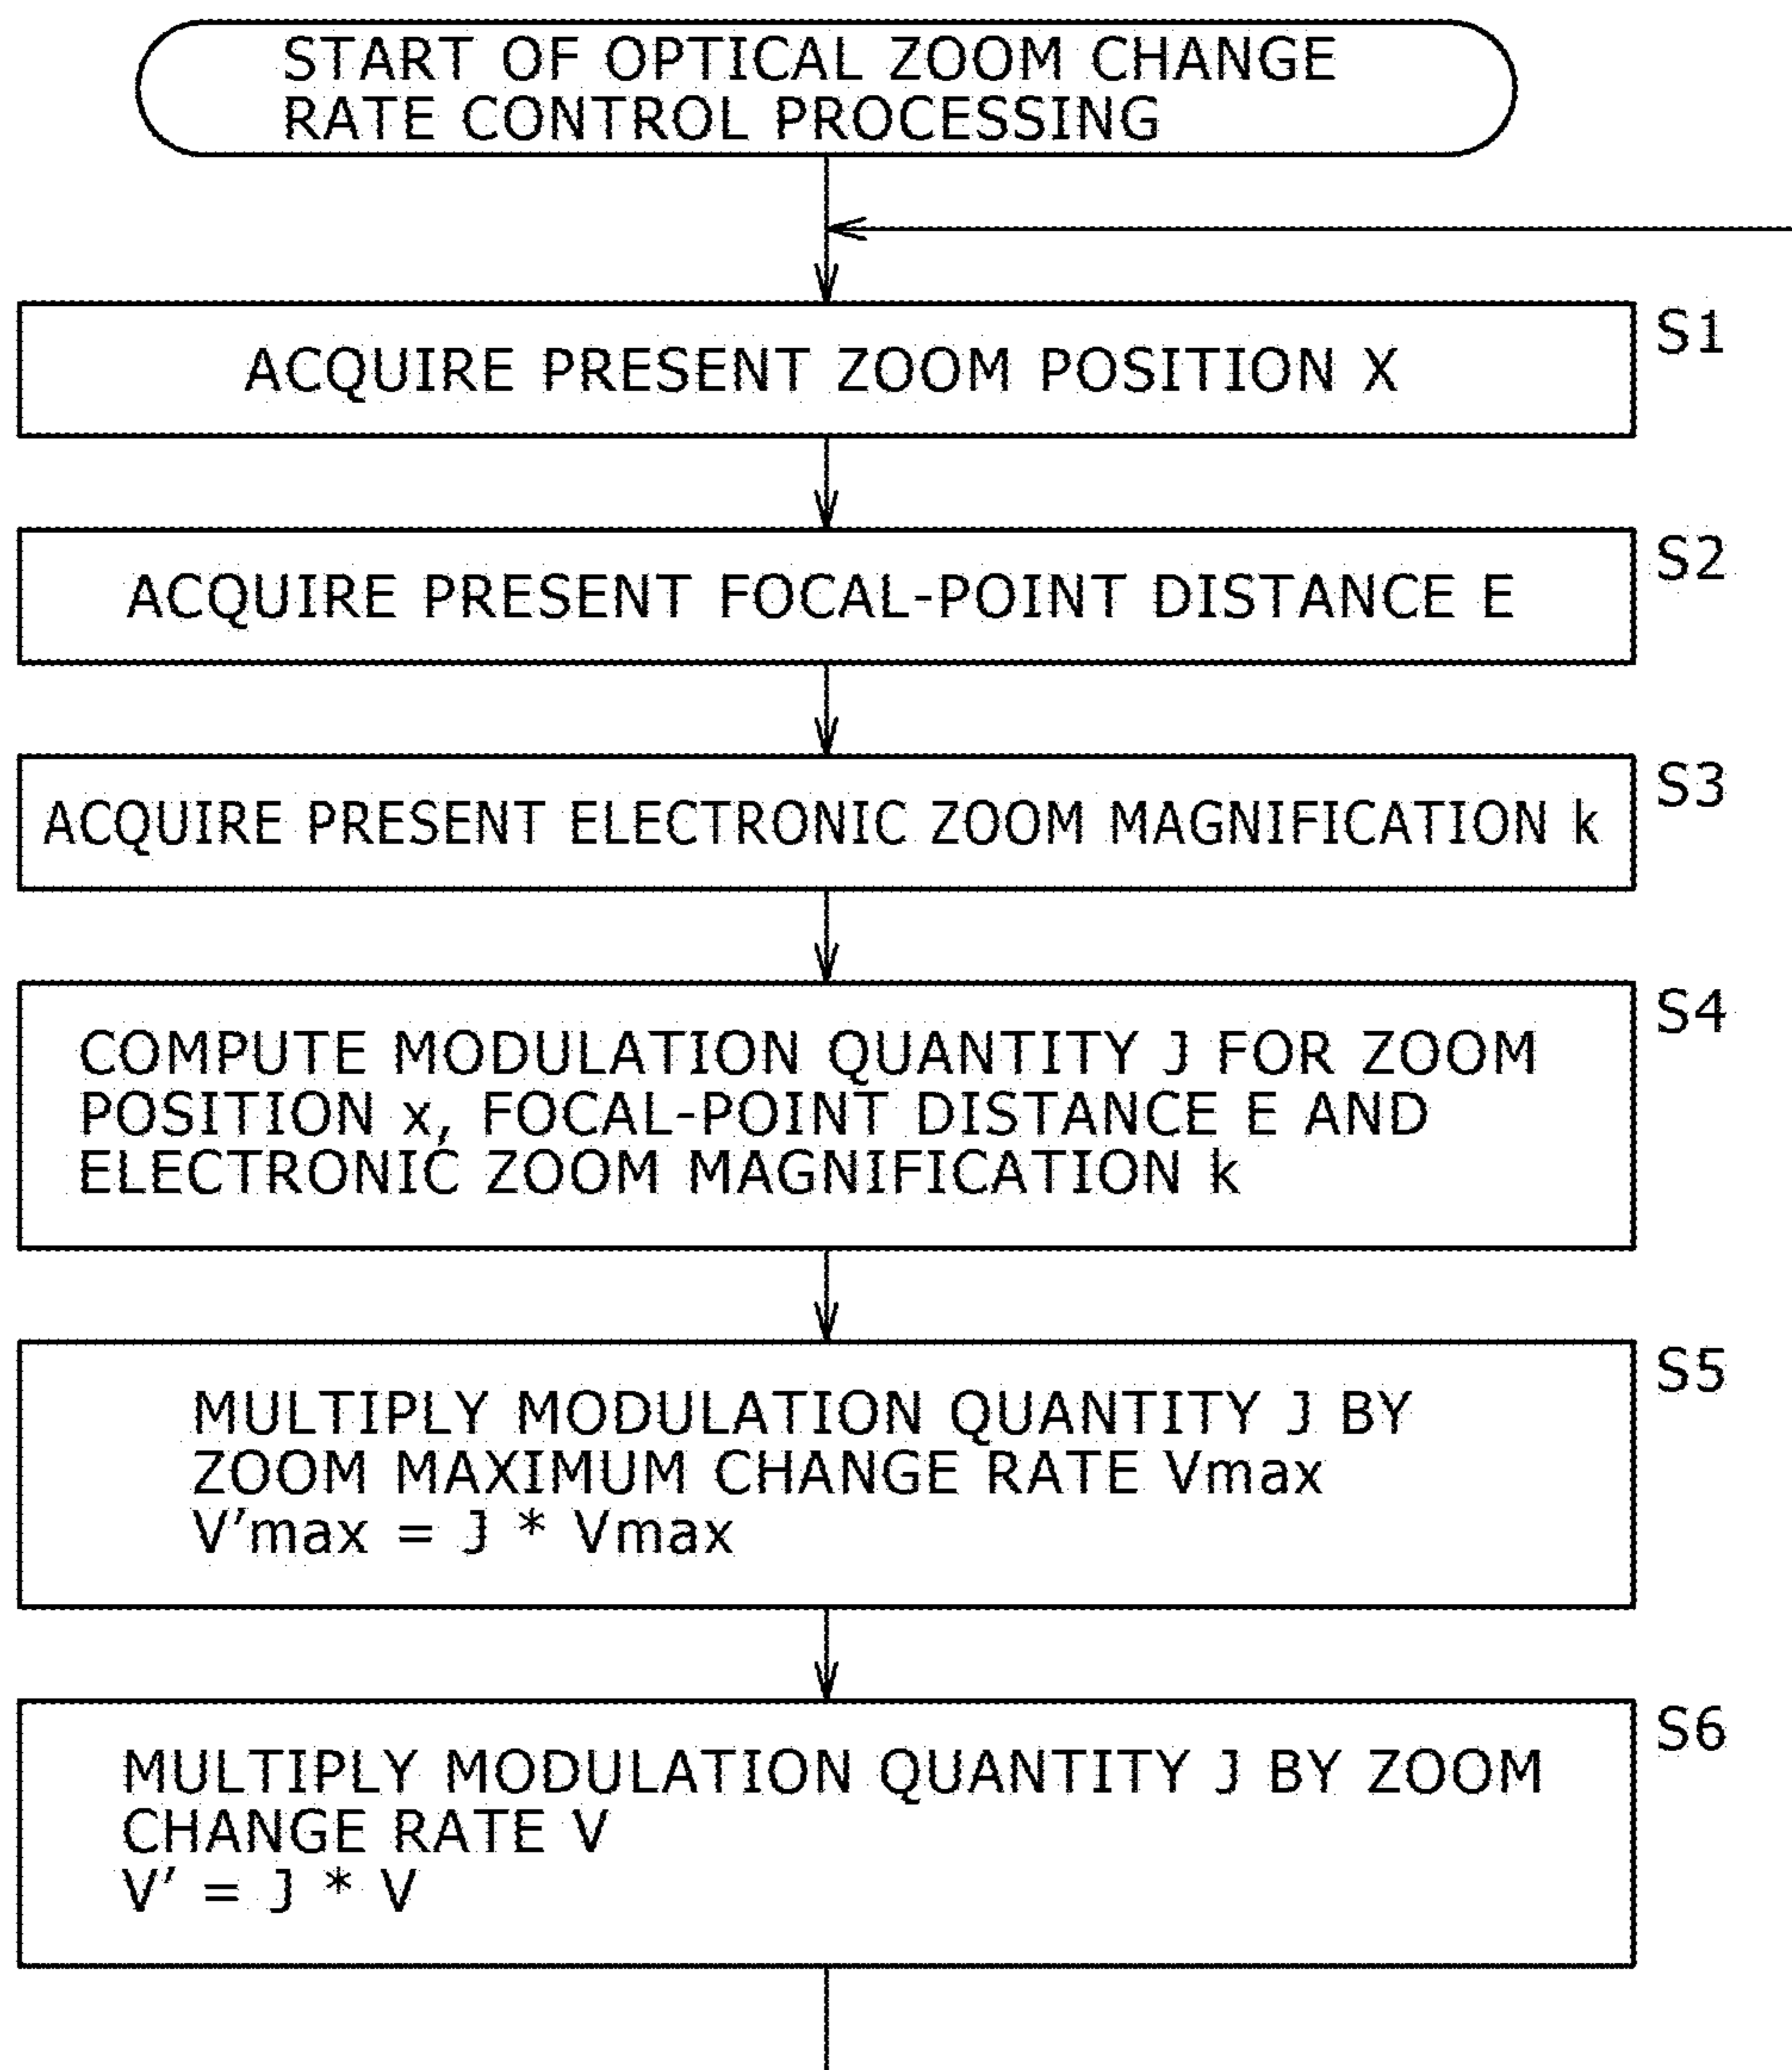 START OF OPTICAL ZOOM CHANGE
RATE CONTROL PROCESSING
S1
ACQUIRE PRESENT ZOOM POSITION X
S2
ACQUIRE PRESENT FOCAL-POINT DISTANCE E
S3
ACQUIRE PRESENT ELECTRONIC ZOOM MAGNIFICATION k
S4
COMPUTE MODULATION QUANTITY J FOR ZOOM
POSITION x, FOCAL-POINT DISTANCE E AND
ELECTRONIC ZOOM MAGNIFICATION k
S5
MULTIPLY MODULATION QUANTITY J BY
ZOOM MAXIMUM CHANGE RATE Vmax
V'max = J * Vmax
S6
MULTIPLY MODULATION QUANTITY J BY ZOOM
CHANGE RATE V
V' = J * V